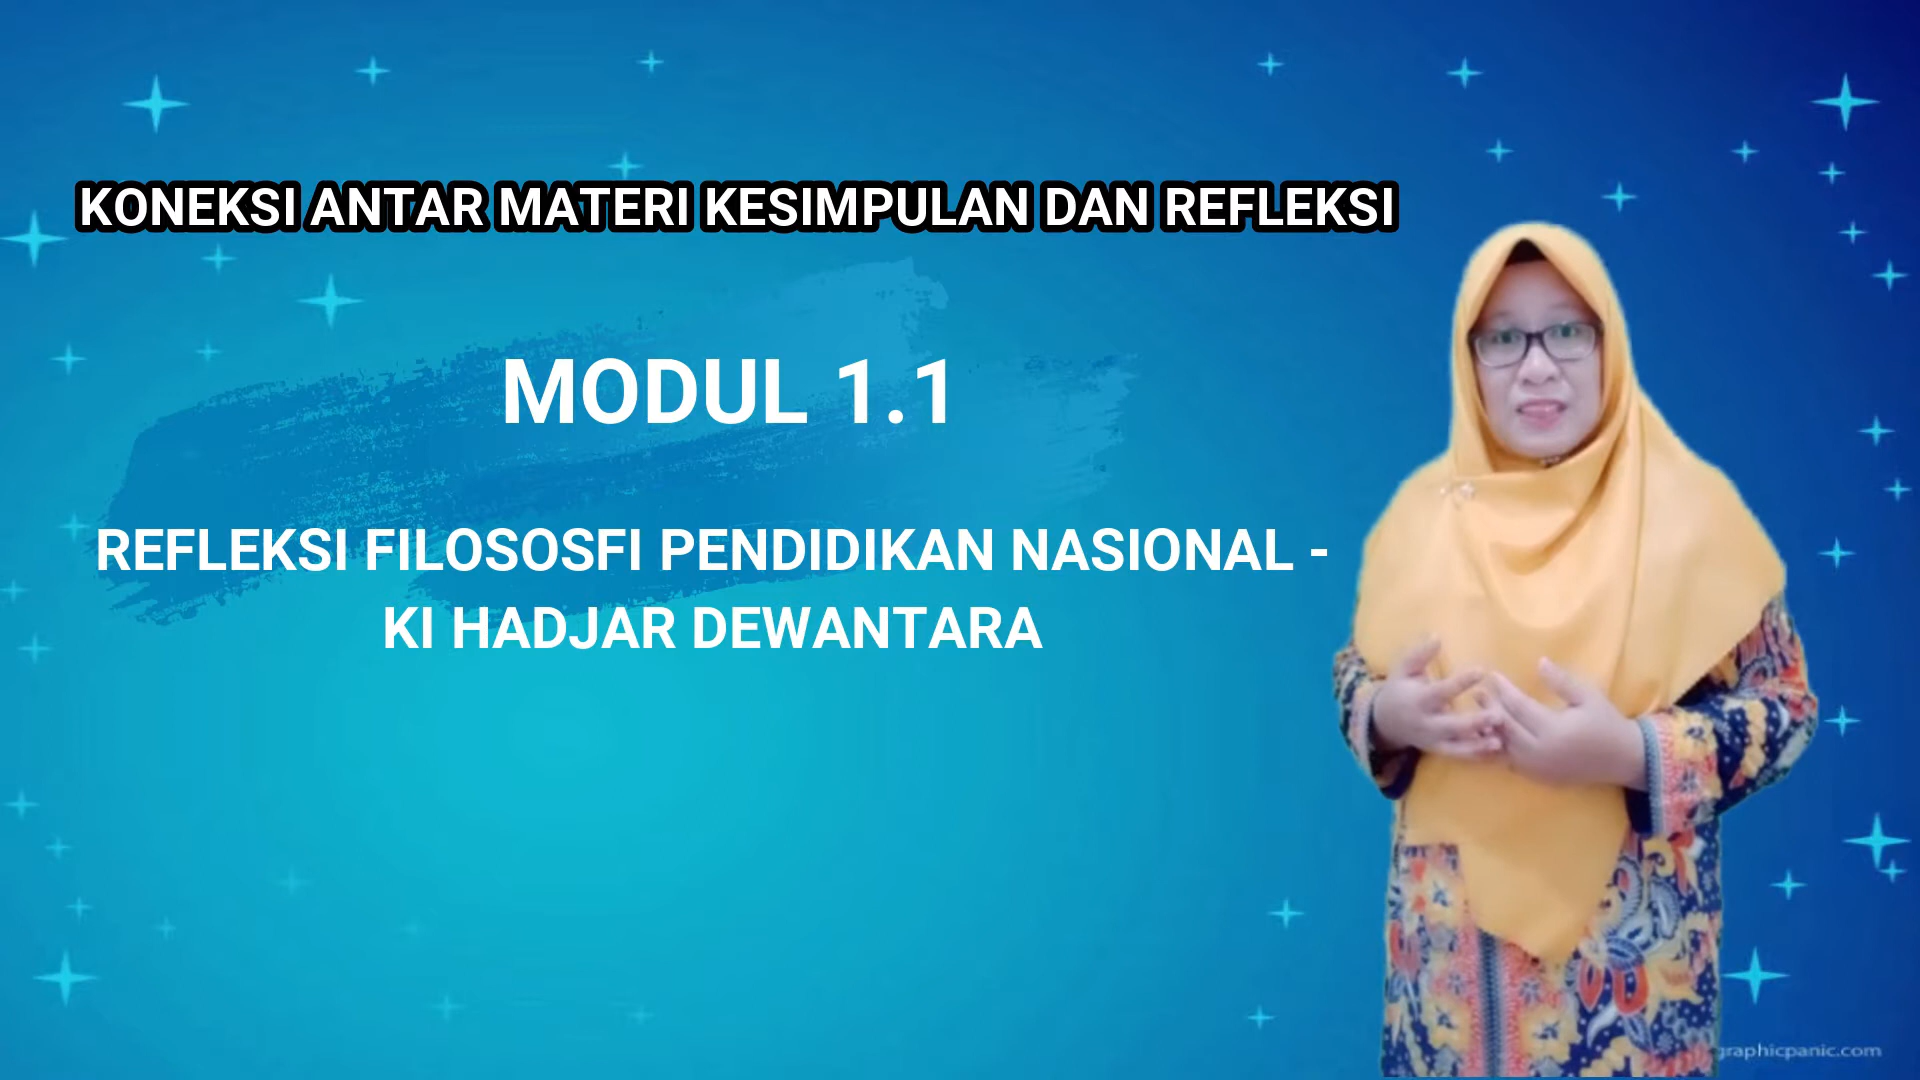 KONEKSI ANTAR MATERI KESIMPULAN DAN REFLEKSI
MODUL 1.1
REFLEKSI FILOSOSFI PENDIDIKAN NASIONAL -
KI HADJAR DEWANTARA
graphicpanic.com